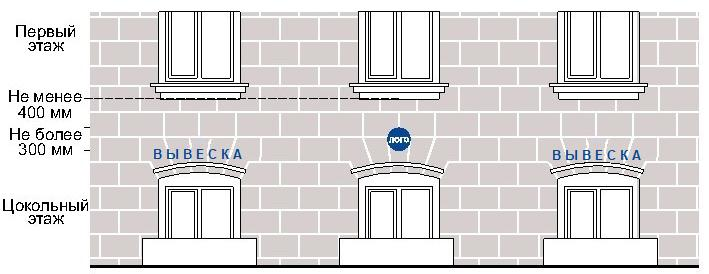 Первый
этаж
Не менее
400 мм
Не более
300 мм
лого
ВЫВЕСКА
ВЫВЕСКА
Цокольный
этаж